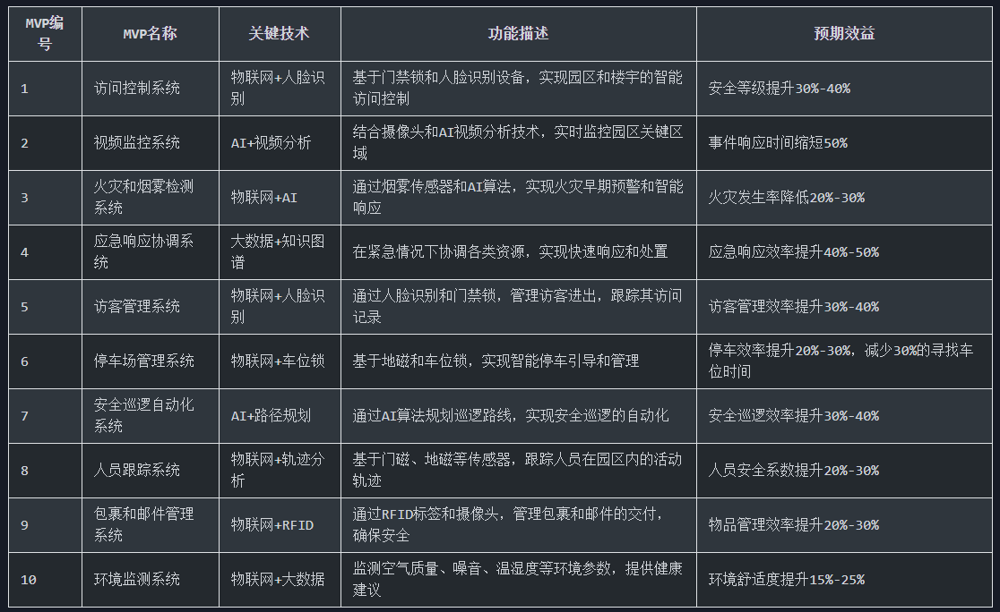 MVP编
号
MVP名称
关键技术
功能描述
预期效益
1
访问控制系统
物联网+人脸识
别
基于门禁锁和人脸识别设备，实现园区和楼宇的智能
访问控制
安全等级提升30%-40%
2
视频监控系统
AI+视频分析
结合摄像头和AI视频分析技术，实时监控园区关键区
域
事件响应时间缩短50%
3
火灾和烟雾检测
系统
物联网+AI
通过烟雾传感器和AI算法，实现火灾早期预警和智能
响应
火灾发生率降低20%-30%
4
应急响应协调系
统
大数据+知识图
谱
在紧急情况下协调各类资源，实现快速响应和处置
应急响应效率提升40%-50%
5
访客管理系统
物联网+人脸识
别
通过人脸识别和门禁锁，管理访客进出，跟踪其访问
记录
访客管理效率提升30%-40%
6
停车场管理系统
物联网+车位锁
基于地磁和车位锁，实现智能停车引导和管理
停车效率提升20%-30%，减少30%的寻找车
位时间
7
安全巡逻自动化
系统
AI+路径规划
通过AI算法规划巡逻路线，实现安全巡逻的自动化
安全巡逻效率提升30%-40%
8
人员跟踪系统
物联网+轨迹分
析
基于门磁、地磁等传感器，跟踪人员在园区内的活动
轨迹
人员安全系数提升20%-30%
9
包裹和邮件管理
系统
物联网+RFID
通过RFID标签和摄像头，管理包裹和邮件的交付，
确保安全
物品管理效率提升20%-30%
10
环境监测系统
物联网+大数据
监测空气质量、噪音、温湿度等环境参数，提供健康
建议
环境舒适度提升15%-25%